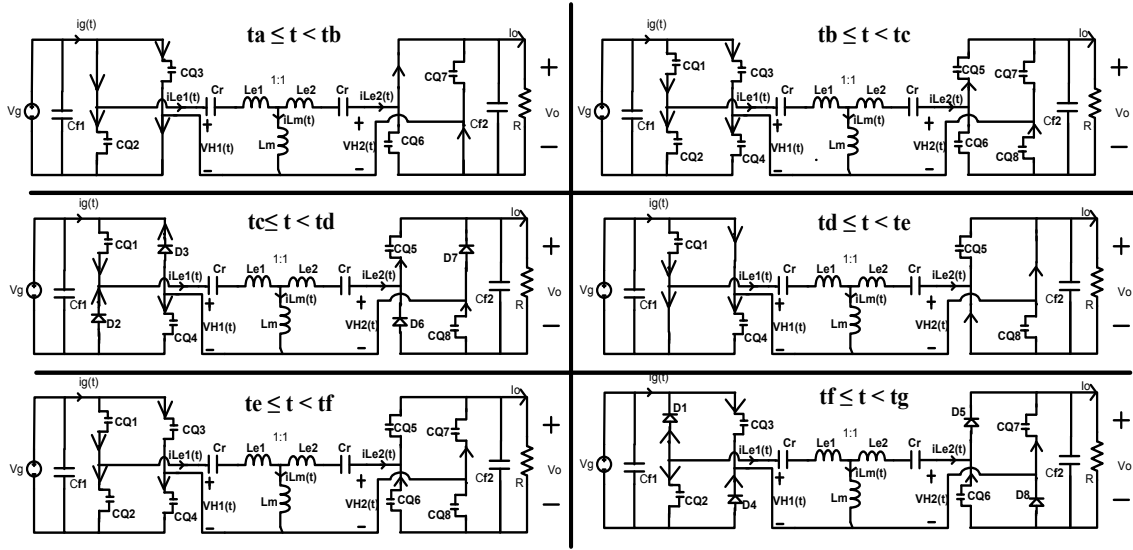 ig(t)
ta ≤ t < tb
Io
CQ3
CQ7
1:1
Cr
Le1
Le2
Cr
iLe1(t)
iLe2(t)
iLm(t)
Vg
Cf1
CQ2
VH1(t)
Lm
VH2(t)
CQ6
Cf2
R
Vo
ig(t)
tb ≤ t < tc
Io
CQ1
CQ3
CQ5
CQ7
1:1
Cr
Le1
Le2
Cr
iLe1(t)
iLe2(t)
iLm(t)
Vg
Cf1
CQ2
CQ4
VH1(t)
Lm
VH2(t)
CQ6
CQ8
Cf2
R
Vo
ig(t)
tc≤ t < td
Io
CQ1
D3
CQ5
D7
1:1
Cr
Le1
Le2
Cr
iLe1(t)
iLe2(t)
iLm(t)
Vg
Cf1
D2
CQ4
VH1(t)
Lm
VH2(t)
D6
CQ8
Cf2
R
Vo
ig(t)
td ≤ t < te
Io
CQ1
CQ5
1:1
Cr
Le1
Le2
Cr
iLe1(t)
iLe2(t)
iLm(t)
Vg
Cf1
CQ4
VH1(t)
Lm
VH2(t)
CQ8
Cf2
R
Vo
ig(t)
te ≤ t < tf
Io
CQ1
CQ3
CQ5
CQ7
1:1
Cr
Le1
Le2
Cr
iLe1(t)
iLe2(t)
iLm(t)
Vg
Cf1
CQ2
CQ4
VH1(t)
Lm
VH2(t)
CQ6
CQ8
Cf2
R
Vo
ig(t)
tf ≤ t < tg
Io
D1
CQ3
D5
CQ7
1:1
Cr
Le1
Le2
Cr
iLe1(t)
iLe2(t)
iLm(t)
Vg
Cf1
CQ2
D4
VH1(t)
Lm
VH2(t)
CQ6
D8
Cf2
R
Vo